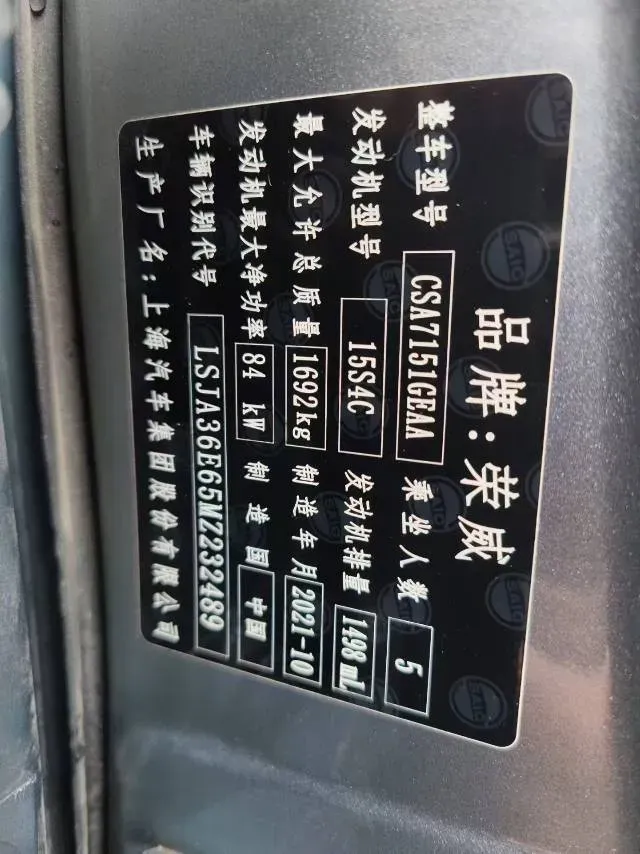 品牌:荣威
整车型号 CSA7151GEAA 乘坐人数 5
发动机型号 15S4C 发动机排量 1498 mL
最大允许总质量 1692kg 制造年月 2021-10
发动机最大净功率 84 kW 制造国 中国
车辆识别代号 LSJA36E65MZ232489
生产厂名:上海汽车集团股份有限公司
SAIC
SAIC
SAIC
SAIC